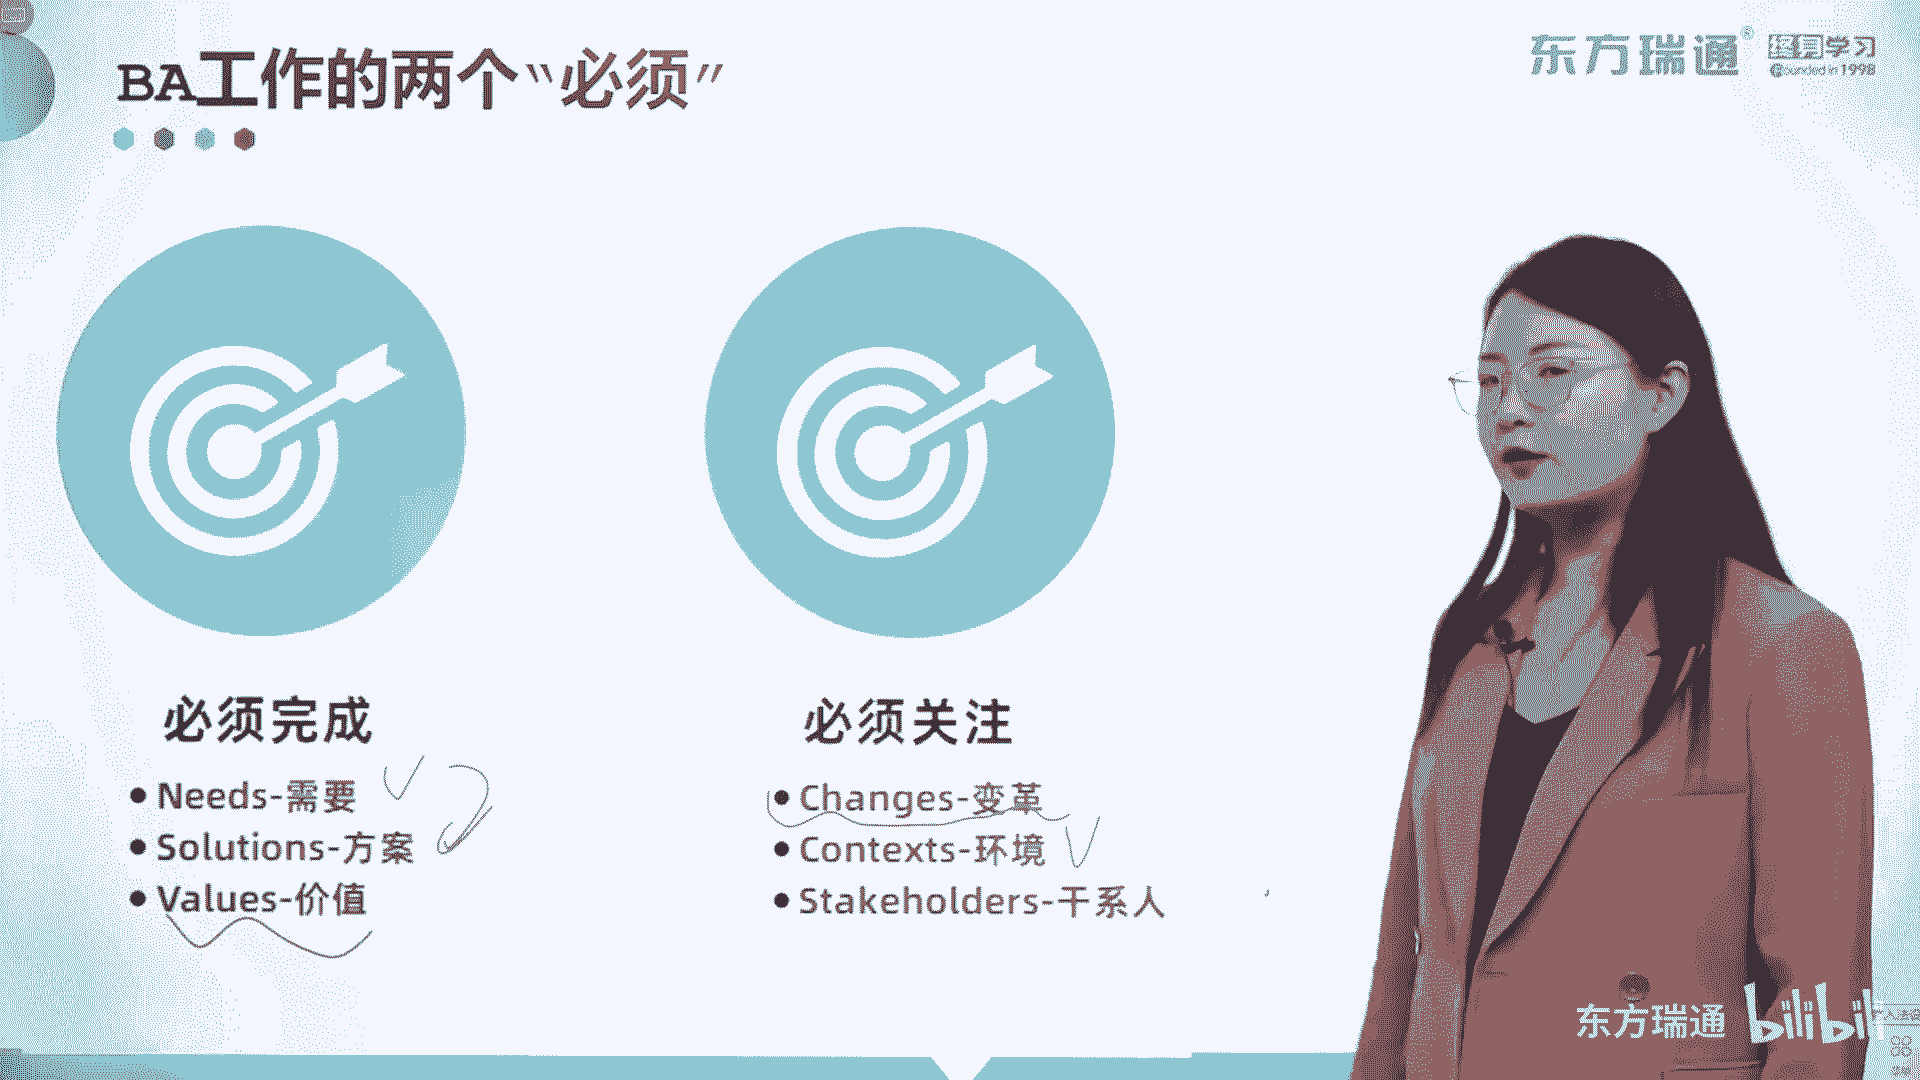 BA工作的两个“必须”
东方瑞通®
终身学习
Founded in 1998
必须完成
Needs-需要
Solutions-方案
Values-价值
必须关注
Changes-变革
Contexts-环境
Stakeholders-干系人
东方瑞通 bilibili